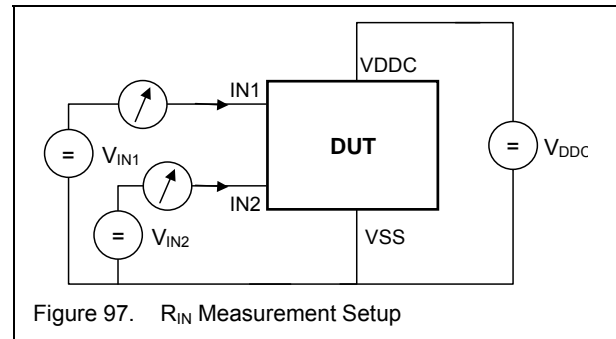 VDDC
IN1
=
V_IN1
DUT
=
V_DDC
IN2
=
V_IN2
VSS
Figure 97. R_IN Measurement Setup